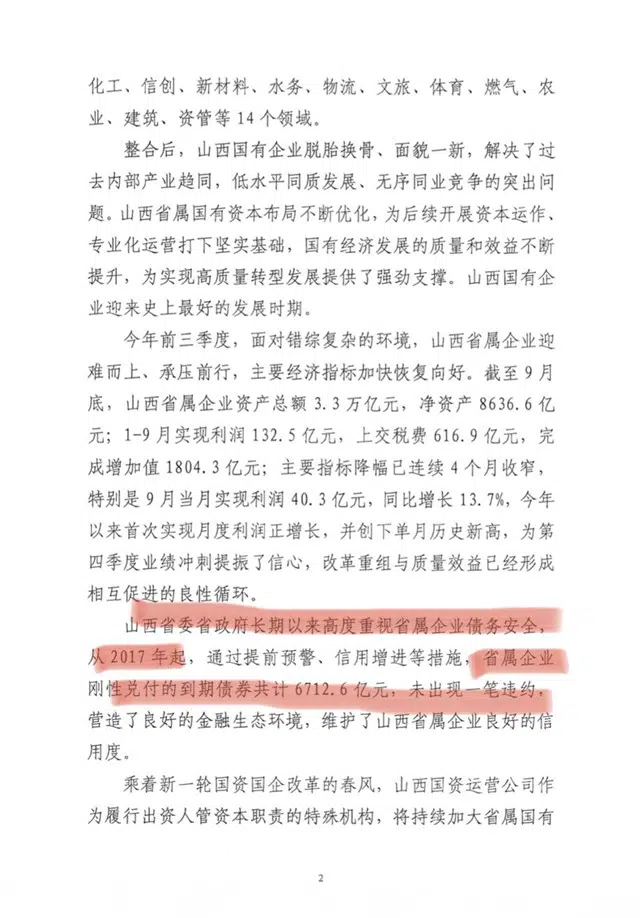 化工、信创、新材料、水务、物流、文旅、体育、燃气、农
业、建筑、资管等 14 个领域。
整合后，山西国有企业脱胎换骨、面貌一新，解决了过
去内部产业趋同，低水平同质发展、无序同业竞争的突出问
题。山西省属国有资本布局不断优化，为后续开展资本运作、
专业化运营打下坚实基础，国有经济发展的质量和效益不断
提升，为实现高质量转型发展提供了强劲支撑。山西国有企
业迎来史上最好的发展时期。
今年前三季度，面对错综复杂的环境，山西省属企业迎
难而上、承压前行，主要经济指标加快恢复向好。截至 9 月
底，山西省属企业资产总额 3.3 万亿元，净资产 8636.6 亿
元；1-9 月实现利润 132.5 亿元，上交税费 616.9 亿元，完
成增加值 1804.3 亿元；主要指标降幅已连续 4 个月收窄，
特别是 9 月当月实现利润 40.3 亿元，同比增长 13.7%，今年
以来首次实现月度利润正增长，并创下单月历史新高，为第
四季度业绩冲刺提振了信心，改革重组与质量效益已经形成
相互促进的良性循环。
山西省委省政府长期以来高度重视省属企业债务安全，
从 2017 年起，通过提前预警、信用增进等措施，省属企业
刚性兑付的到期债券共计 6712.6 亿元，未出现一笔违约，
营造了良好的金融生态环境，维护了山西省属企业良好的信
用度。
乘着新一轮国资国企改革的春风，山西国资运营公司作
为履行出资人管资本职责的特殊机构，将持续加大省属国有
2